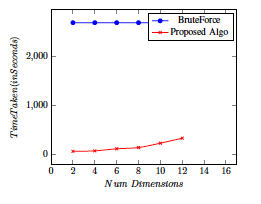 BruteForce
Proposed Algo
TimeTaken(inSeconds)
2,000
1,000
0
0 2 4 6 8 10 12 14 16
Num Dimensions